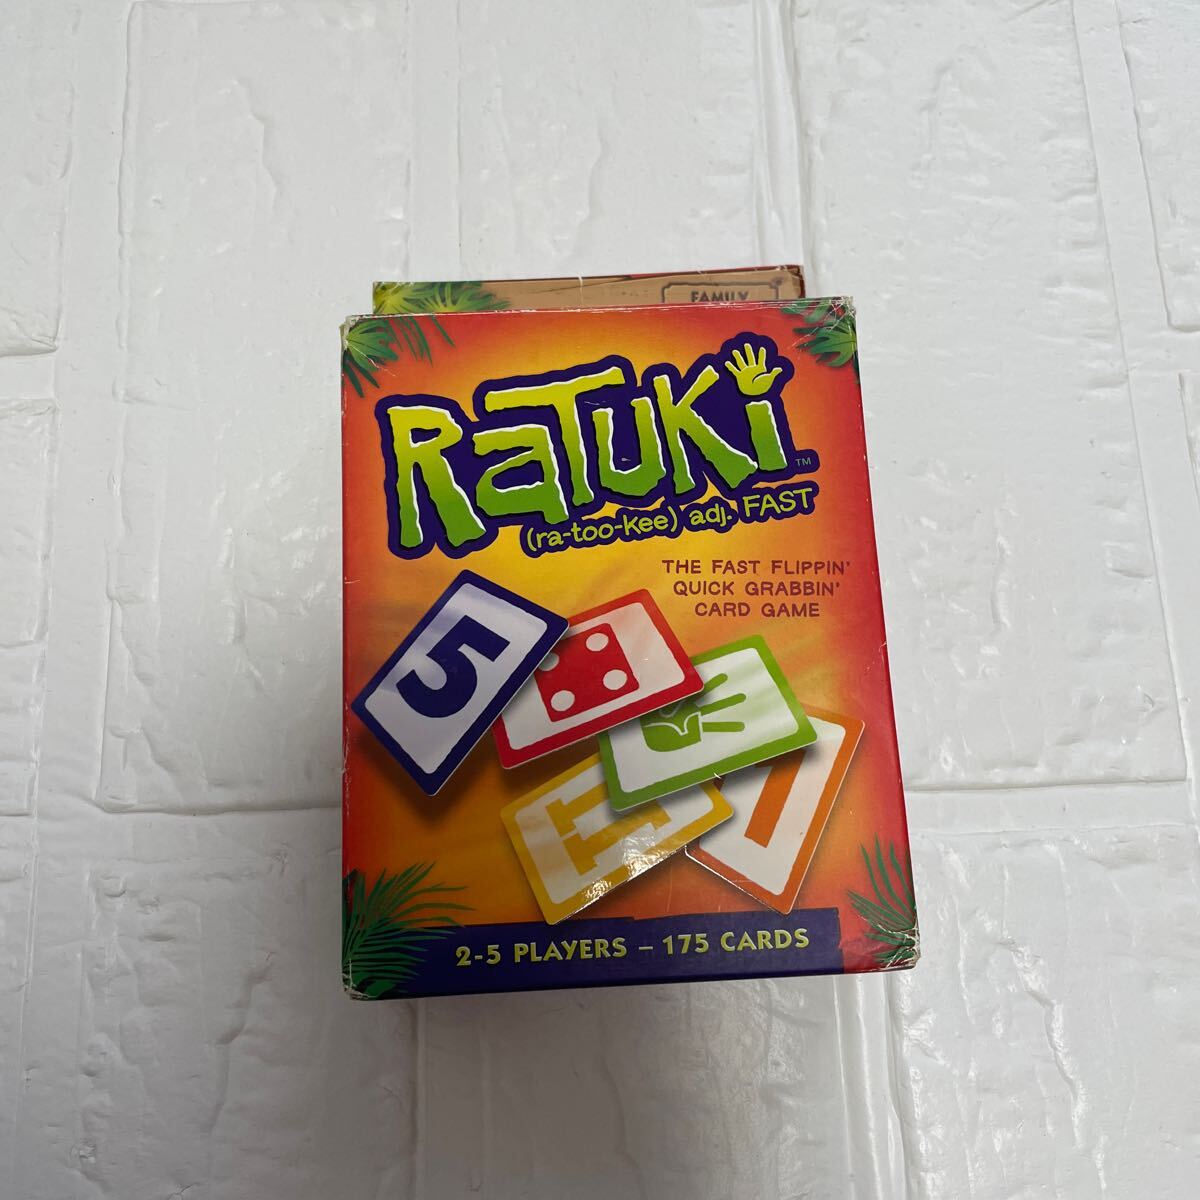 FAMILY
RaTuKi™
(ra-too-kee) adj. FAST
THE FAST FLIPPIN'
QUICK GRABBIN'
CARD GAME
5
2-5 PLAYERS – 175 CARDS